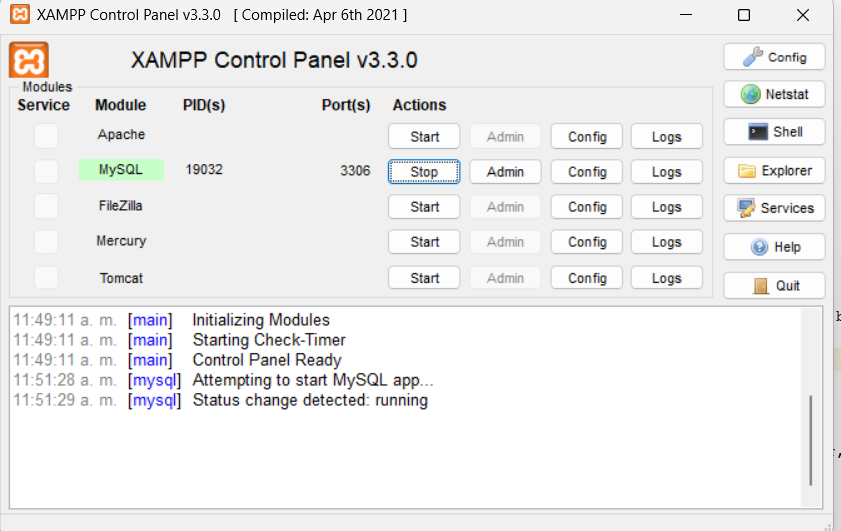 XAMPP Control Panel v3.3.0 [ Compiled: Apr 6th 2021 ]
XAMPP Control Panel v3.3.0
Config
Modules
Service Module PID(s) Port(s) Actions
Netstat
Apache Start Admin Config Logs
Shell
MySQL 19032 3306 Stop Admin Config Logs
Explorer
FileZilla Start Admin Config Logs
Services
Mercury Start Admin Config Logs
Help
Tomcat Start Admin Config Logs
Quit
11:49:11 a. m. [main] Initializing Modules
11:49:11 a. m. [main] Starting Check-Timer
11:49:11 a. m. [main] Control Panel Ready
11:51:28 a. m. [mysql] Attempting to start MySQL app...
11:51:29 a. m. [mysql] Status change detected: running